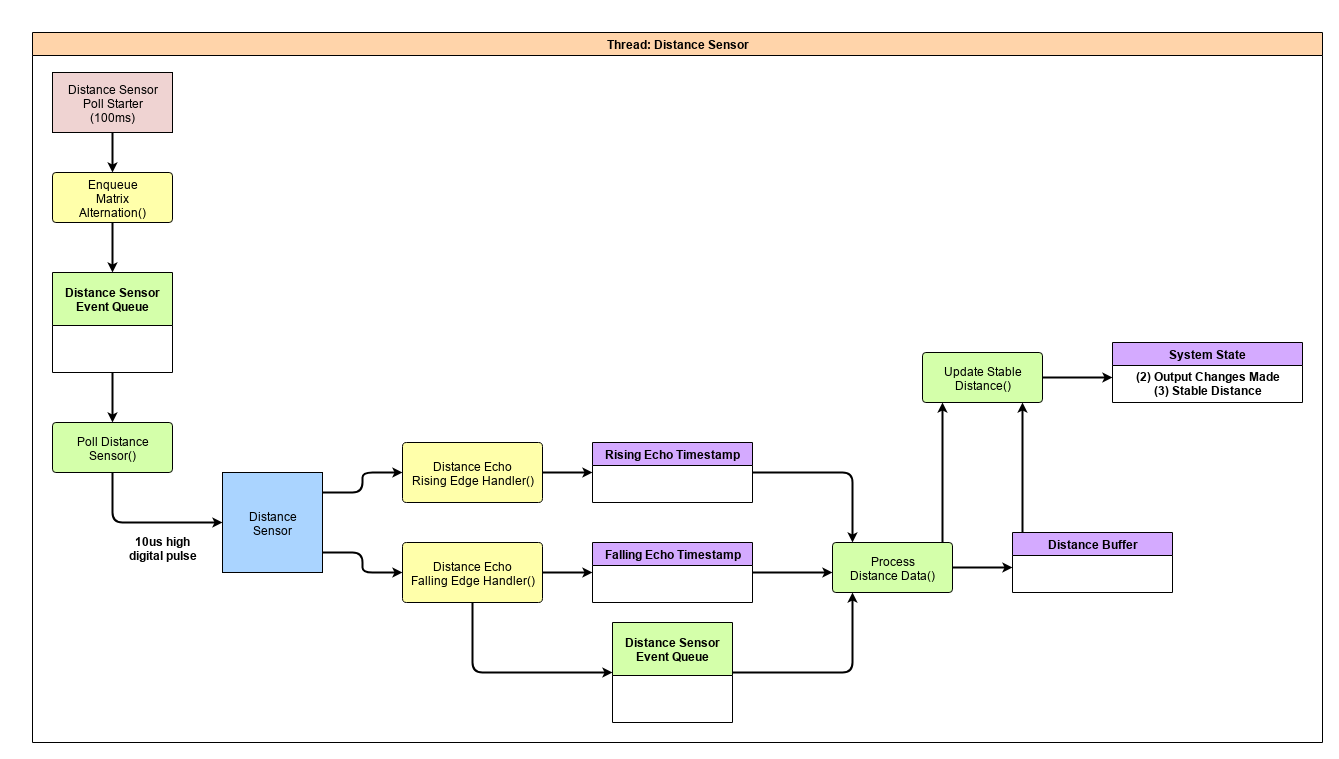 Thread: Distance Sensor
Distance Sensor
Poll Starter
(100ms)
Enqueue
Matrix
Alternation()
Distance Sensor
Event Queue
Poll Distance
Sensor()
10us high
digital pulse
Distance
Sensor
Distance Echo
Rising Edge Handler()
Rising Echo Timestamp
Distance Echo
Falling Edge Handler()
Falling Echo Timestamp
Distance Sensor
Event Queue
Process
Distance Data()
Distance Buffer
Update Stable
Distance()
System State
(2) Output Changes Made
(3) Stable Distance